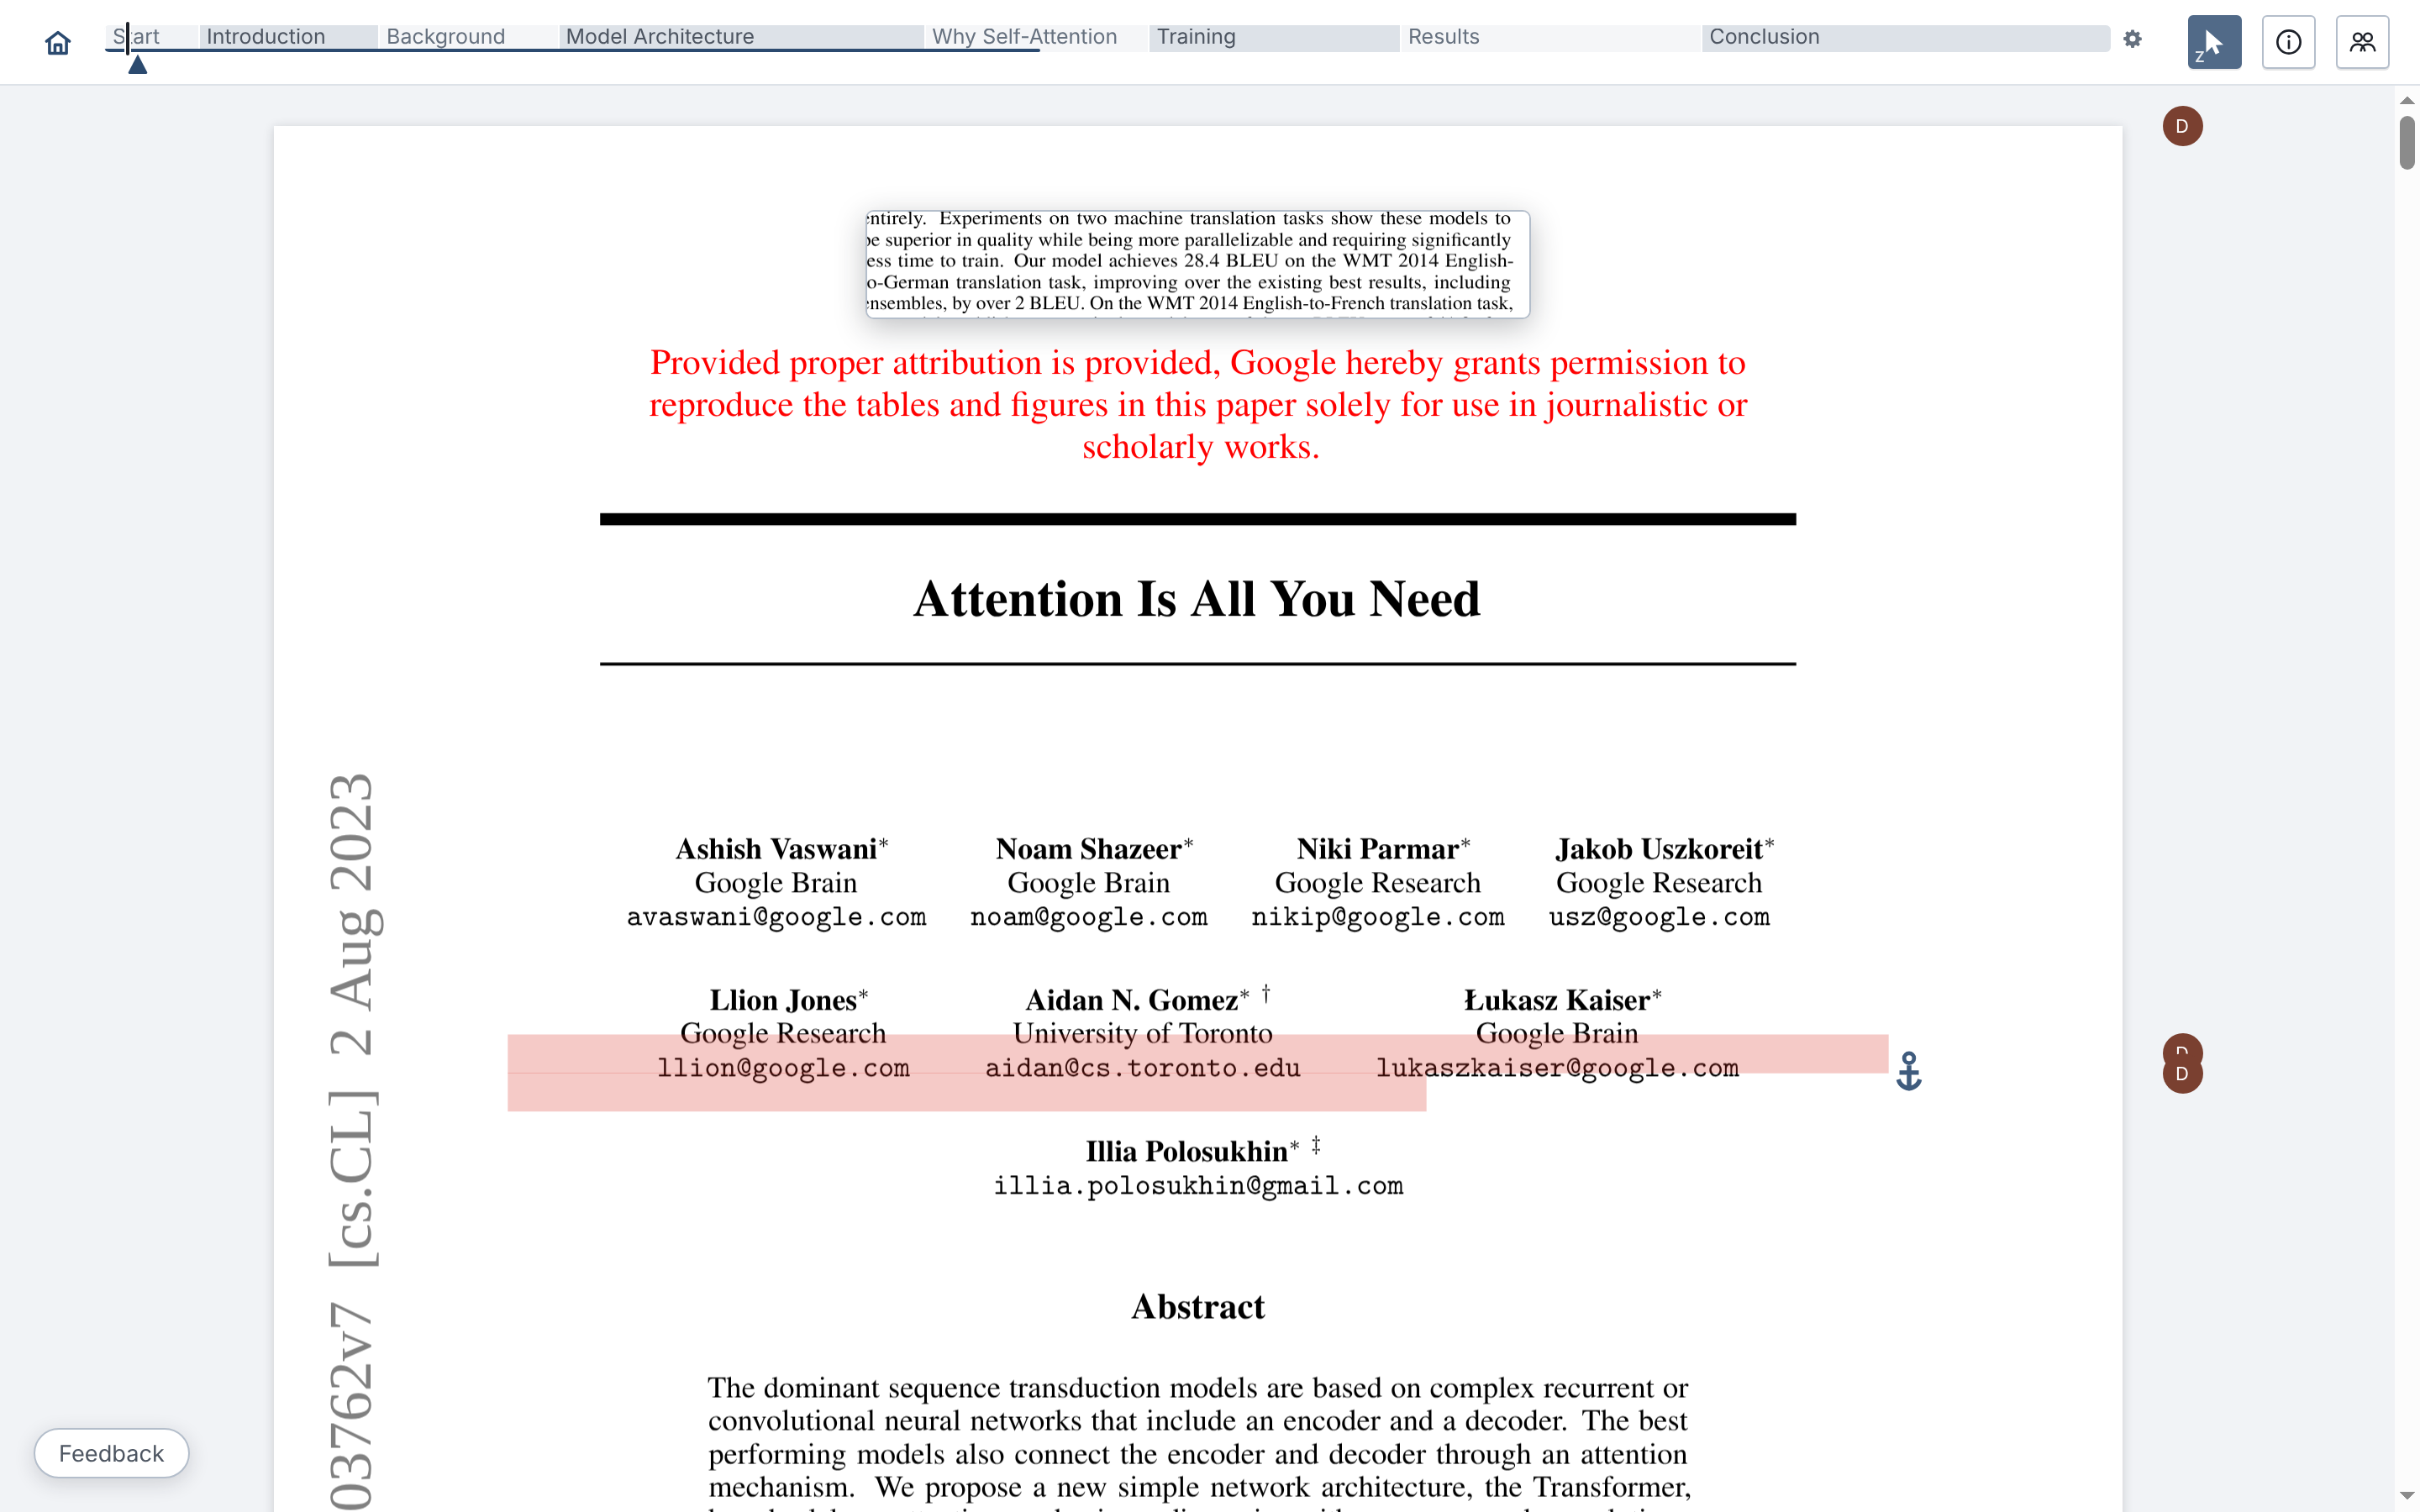 Start Introduction Background Model Architecture Why Self-Attention Training Results Conclusion
Z
D
entirely. Experiments on two machine translation tasks show these models to
be superior in quality while being more parallelizable and requiring significantly
ess time to train. Our model achieves 28.4 BLEU on the WMT 2014 English-
o-German translation task, improving over the existing best results, including
ensembles, by over 2 BLEU. On the WMT 2014 English-to-French translation task,
Provided proper attribution is provided, Google hereby grants permission to
reproduce the tables and figures in this paper solely for use in journalistic or
scholarly works.
Attention Is All You Need
Ashish Vaswani* Noam Shazeer* Niki Parmar* Jakob Uszkoreit*
Google Brain Google Brain Google Research Google Research
avaswani@google.com noam@google.com nikip@google.com usz@google.com
Llion Jones* Aidan N. Gomez* † Łukasz Kaiser*
Google Research University of Toronto Google Brain
llion@google.com aidan@cs.toronto.edu lukaszkaiser@google.com
D
D
Illia Polosukhin* ‡
illia.polosukhin@gmail.com
03762v7 [cs.CL] 2 Aug 2023
Abstract
The dominant sequence transduction models are based on complex recurrent or
convolutional neural networks that include an encoder and a decoder. The best
performing models also connect the encoder and decoder through an attention
mechanism. We propose a new simple network architecture, the Transformer,
Feedback